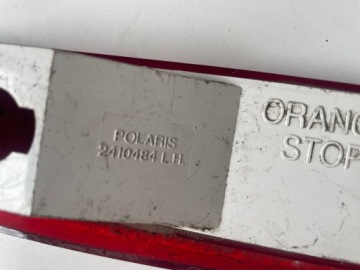 POLARIS
2410484 L.H.
ORANG
STOP